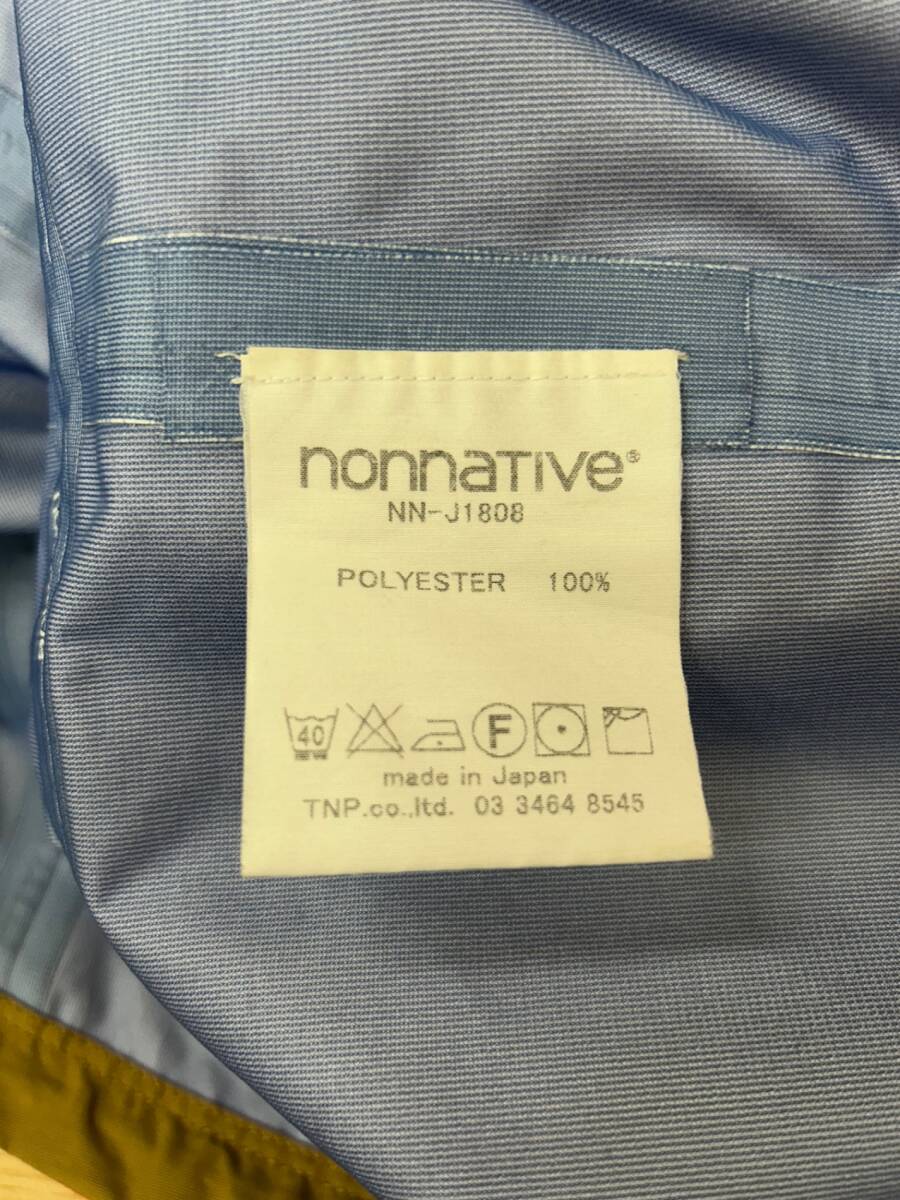 nonnative®
NN-J1808
POLYESTER 100%
40 F
made in Japan
TNP.co.,ltd. 03 3464 8545